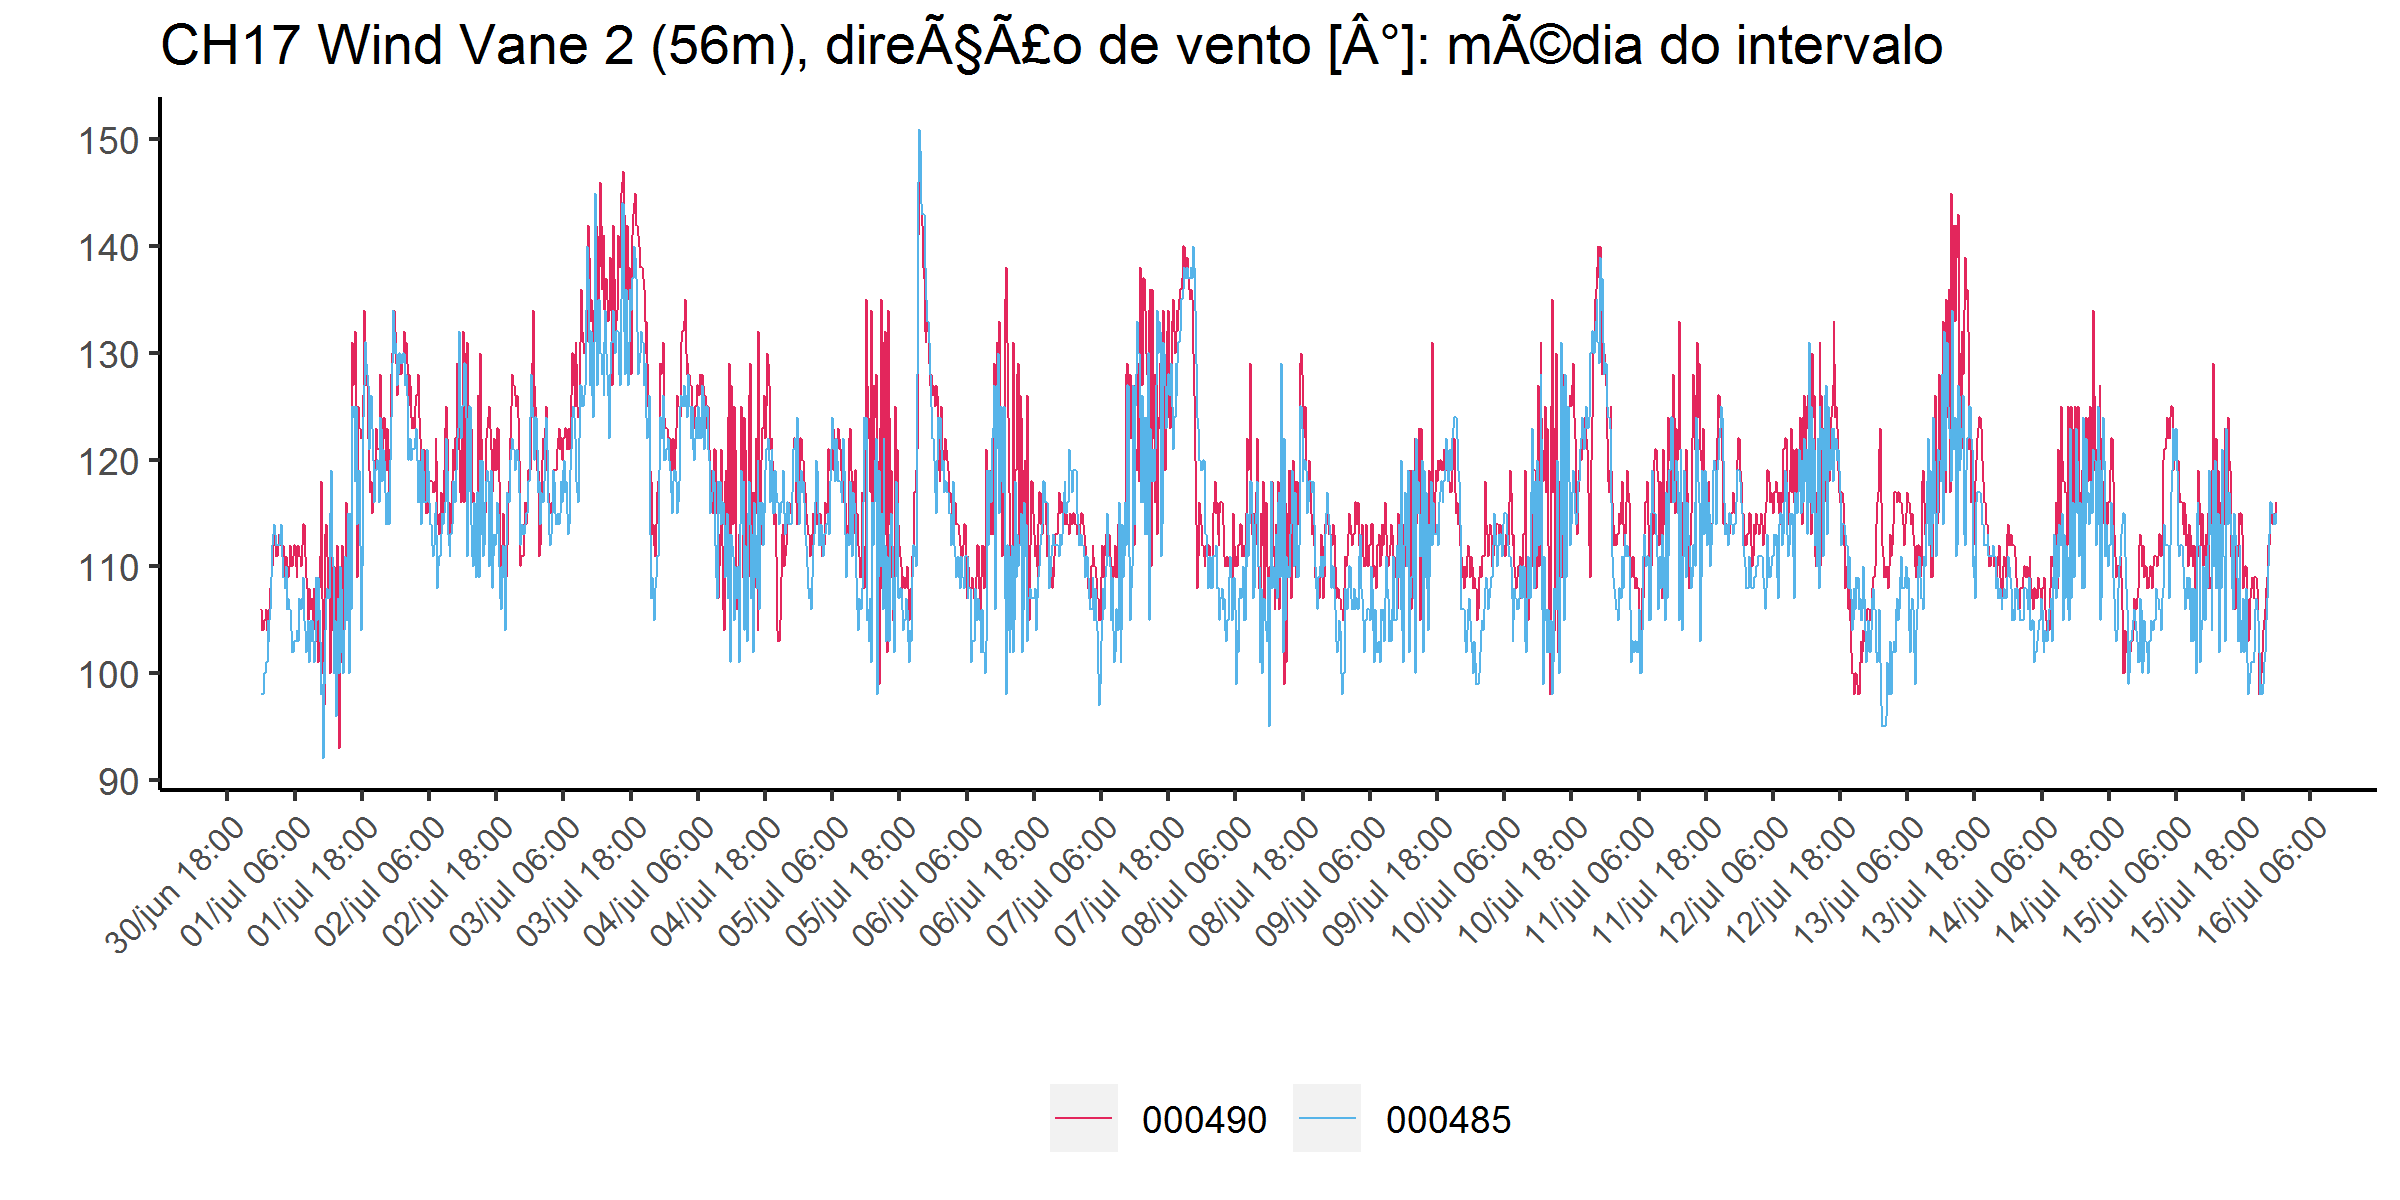 CH17 Wind Vane 2 (56m), direÃ§Ã£o de vento [Â°]: mÃ©dia do intervalo
150
140
130
120
110
100
90
30/jun 18:00
01/jul 06:00
01/jul 18:00
02/jul 06:00
02/jul 18:00
03/jul 06:00
03/jul 18:00
04/jul 06:00
04/jul 18:00
05/jul 06:00
05/jul 18:00
06/jul 06:00
06/jul 18:00
07/jul 06:00
07/jul 18:00
08/jul 06:00
08/jul 18:00
09/jul 06:00
09/jul 18:00
10/jul 06:00
10/jul 18:00
11/jul 06:00
11/jul 18:00
12/jul 06:00
12/jul 18:00
13/jul 06:00
13/jul 18:00
14/jul 06:00
14/jul 18:00
15/jul 06:00
15/jul 18:00
16/jul 06:00
000490 000485